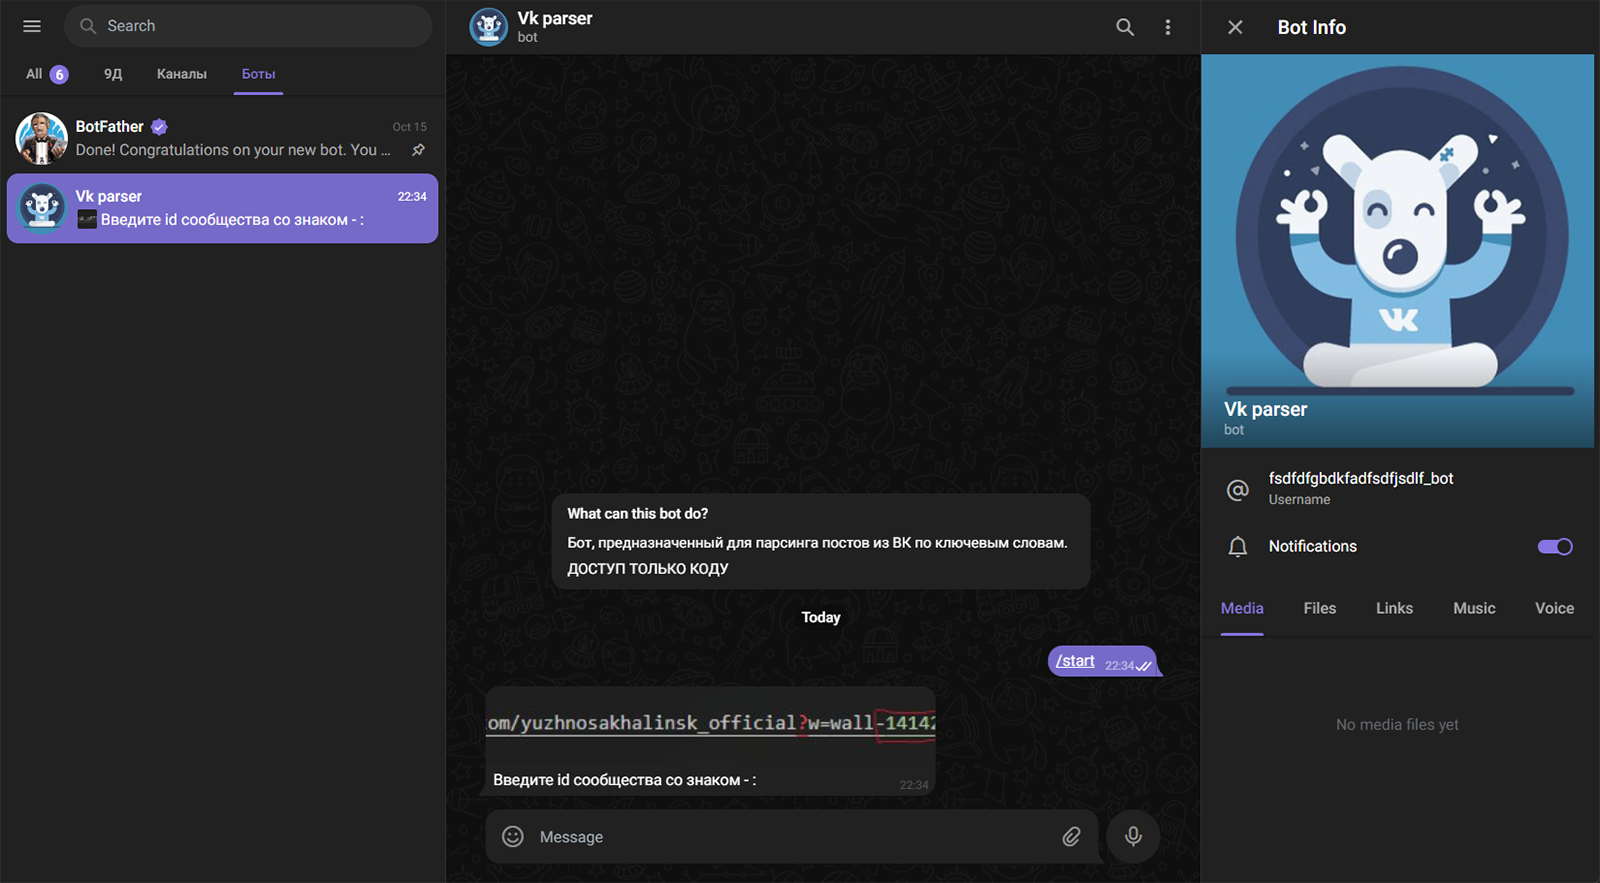 Search
All 6
9Д
Каналы
Боты
BotFather
Oct 15
Done! Congratulations on your new bot. You ...
Vk parser
22:34
Введите id сообщества со знаком - :
Vk parser
bot
What can this bot do?
Бот, предназначенный для парсинга постов из ВК по ключевым словам.
ДОСТУП ТОЛЬКО КОДУ
Today
/start 22:34
om/yuzhnosakhalinsk_official?w=wall-14142
Введите id сообщества со знаком - :
22:34
Message
Bot Info
VK
Vk parser
bot
fsdfdfgbdkfadfsdfjsdlf_bot
Username
Notifications
Media
Files
Links
Music
Voice
No media files yet